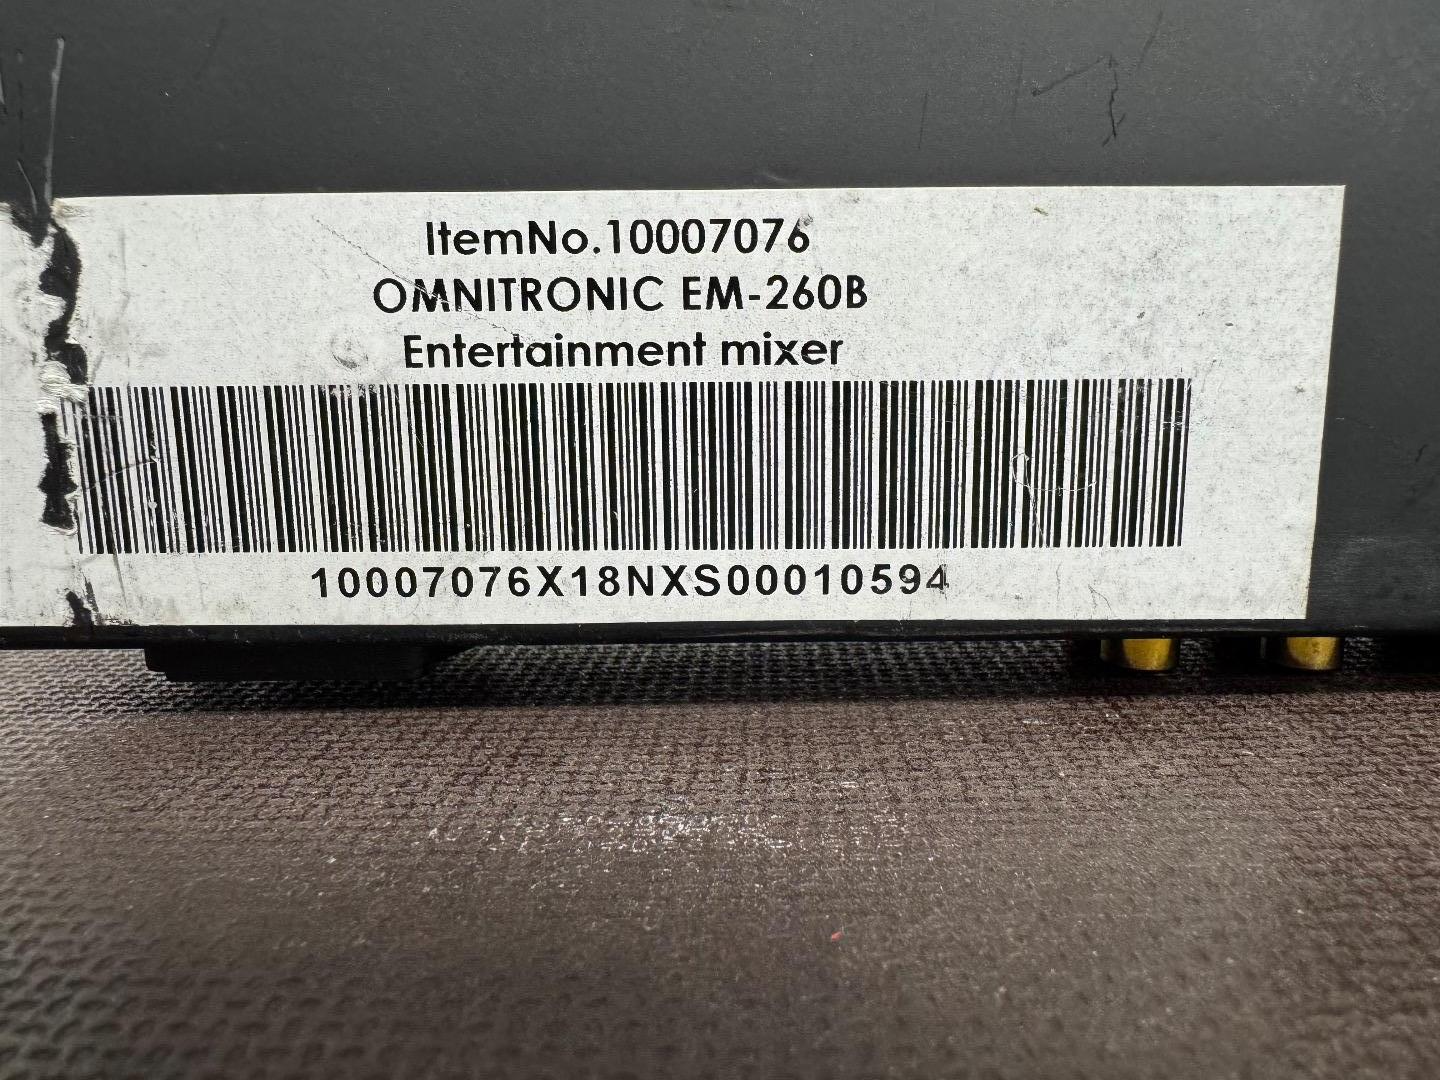 ItemNo.10007076
OMNITRONIC EM-260B
Entertainment mixer
10007076X18NXS00010594